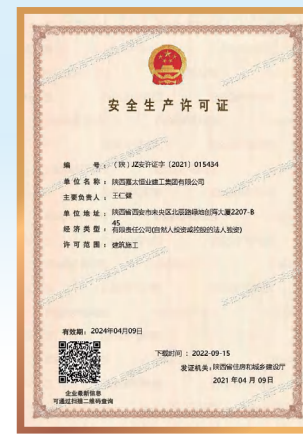 安全生产许可证
编 号：（陕）JZ安许证字〔2021〕015434
单位名称：陕西嘉太恒业建工集团有限公司
主要负责人：王仁健
单位地址：陕西省西安市未央区北辰路绿地创海大厦2207-B
45
经济类型：有限责任公司(自然人投资或控股的法人独资)
许可范围：建筑施工
有效期：2024年04月09日
下载时间：2022-09-15
发证机关：陕西省住房和城乡建设厅
2021 年 04 月 09日
企业最新信息
可通过扫描二维码查询